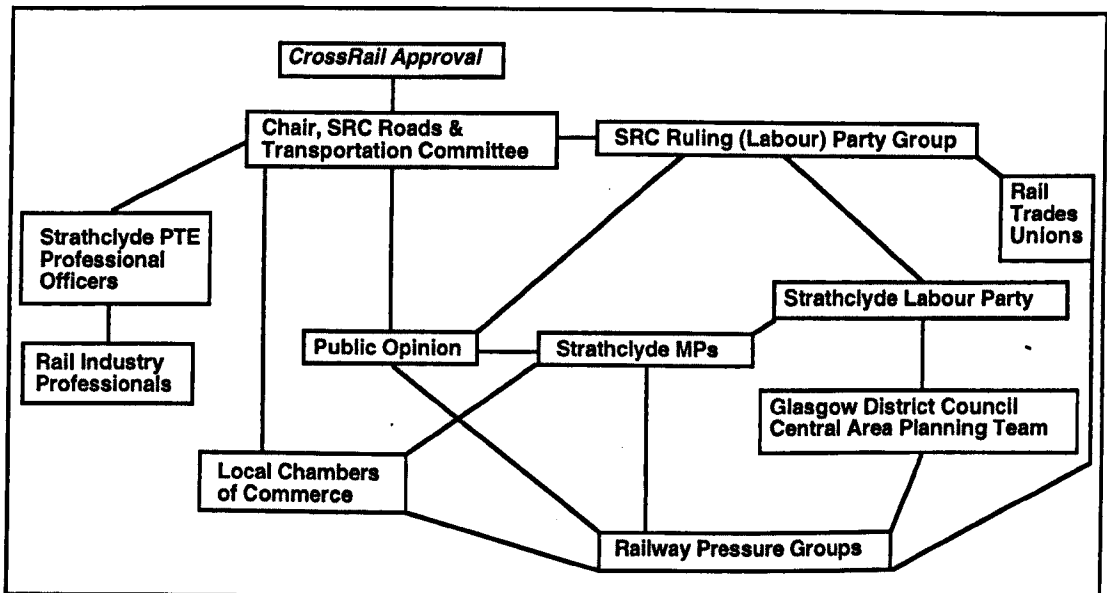 CrossRail Approval
Chair, SRC Roads &
Transportation Committee
SRC Ruling (Labour) Party Group
Rail
Trades
Unions
Strathclyde PTE
Professional
Officers
Strathclyde Labour Party
Public Opinion
Strathclyde MPs
Rail Industry
Professionals
Glasgow District Council
Central Area Planning Team
Local Chambers
of Commerce
Railway Pressure Groups